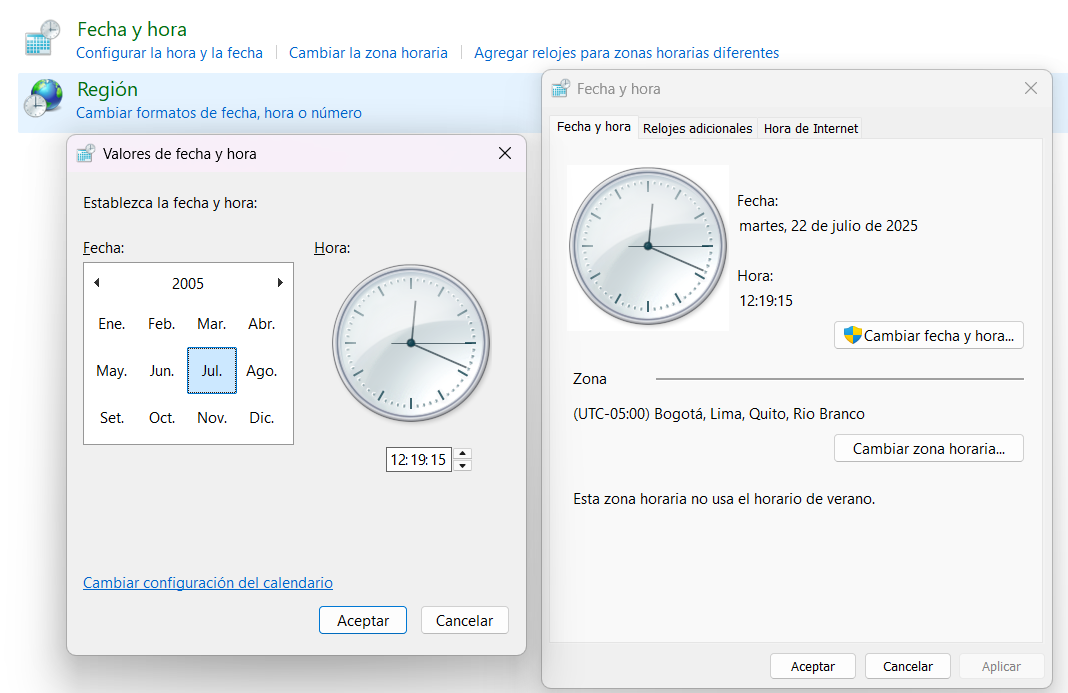 Fecha y hora
Configurar la hora y la fecha
Cambiar la zona horaria
Agregar relojes para zonas horarias diferentes
Región
Cambiar formatos de fecha, hora o número
Valores de fecha y hora
Establezca la fecha y hora:
Fecha:
2005
Ene. Feb. Mar. Abr.
May. Jun. Jul. Ago.
Set. Oct. Nov. Dic.
Hora:
12:19:15
Cambiar configuración del calendario
Aceptar
Cancelar
Fecha y hora
Fecha y hora
Relojes adicionales
Hora de Internet
Fecha:
martes, 22 de julio de 2025
Hora:
12:19:15
Cambiar fecha y hora...
Zona
(UTC-05:00) Bogotá, Lima, Quito, Rio Branco
Cambiar zona horaria...
Esta zona horaria no usa el horario de verano.
Aceptar
Cancelar
Aplicar